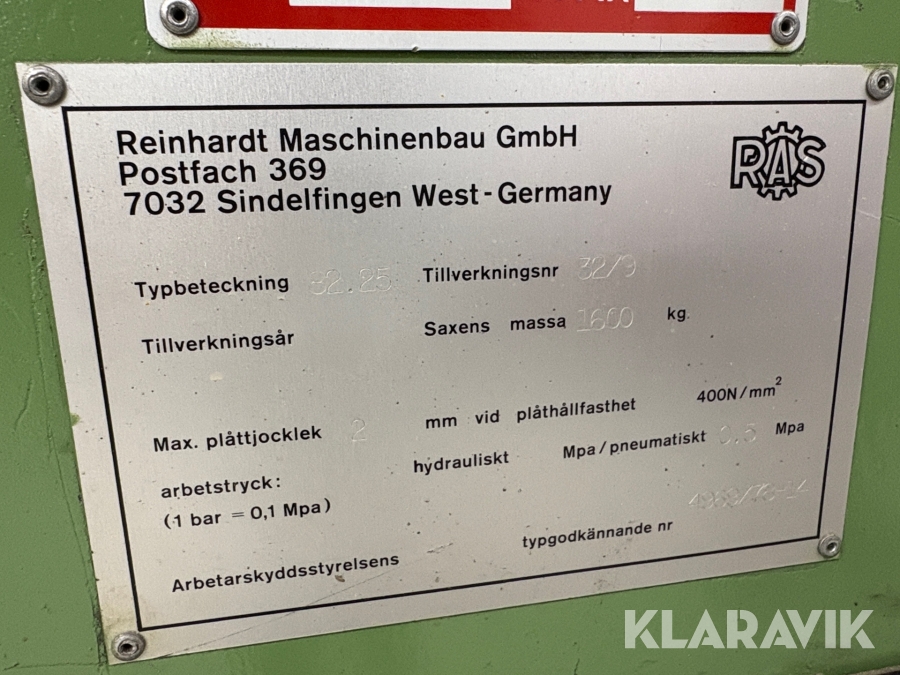 Reinhardt Maschinenbau GmbH
Postfach 369
7032 Sindelfingen West-Germany
RAS
Typbeteckning 32.25 Tillverkningsnr 32/9
Tillverkningsår Saxens massa 1600 kg.
Max. plåttjocklek 2 mm vid plåthållfasthet 400N/mm²
arbetstryck: hydrauliskt Mpa/pneumatiskt 0.5 Mpa
(1 bar = 0,1 Mpa)
Arbetarskyddsstyrelsens typgodkännande nr
KLARAVIK